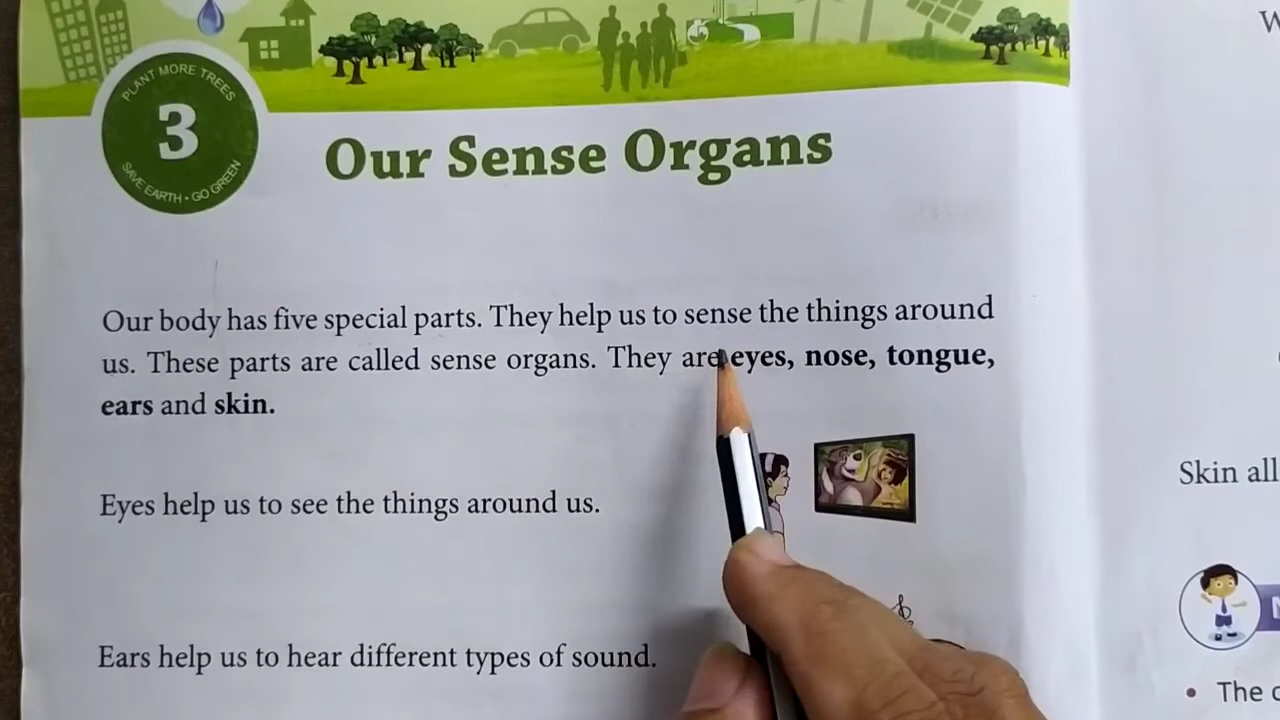 PLANT MORE TREES
3
SAVE EARTH • GO GREEN
Our Sense Organs
Our body has five special parts. They help us to sense the things around
us. These parts are called sense organs. They are eyes, nose, tongue,
ears and skin.
Eyes help us to see the things around us.
Ears help us to hear different types of sound.
Skin all
• The